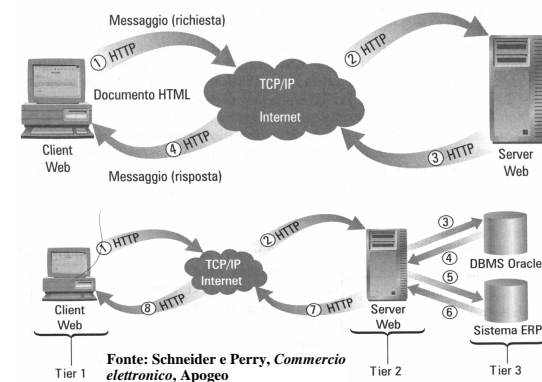 Messaggio (richiesta)
① HTTP
② HTTP
TCP/IP
Internet
Documento HTML
④ HTTP
③ HTTP
Client
Web
Server
Web
Messaggio (risposta)
① HTTP
② HTTP
③
④
DBMS Oracle
TCP/IP
Internet
⑤
⑥
⑧
HTTP
⑦
HTTP
Client
Web
Server
Web
Sistema ERP
Tier 1
Fonte: Schneider e Perry, Commercio
elettronico, Apogeo
Tier 2
Tier 3